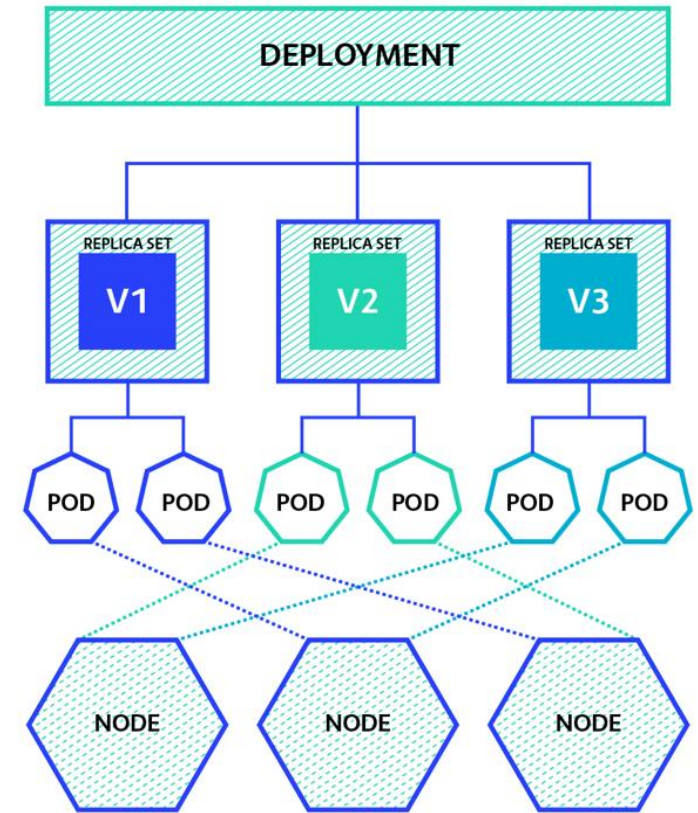 DEPLOYMENT
REPLICA SET
REPLICA SET
REPLICA SET
V1
V2
V3
POD
POD
POD
POD
POD
POD
NODE
NODE
NODE